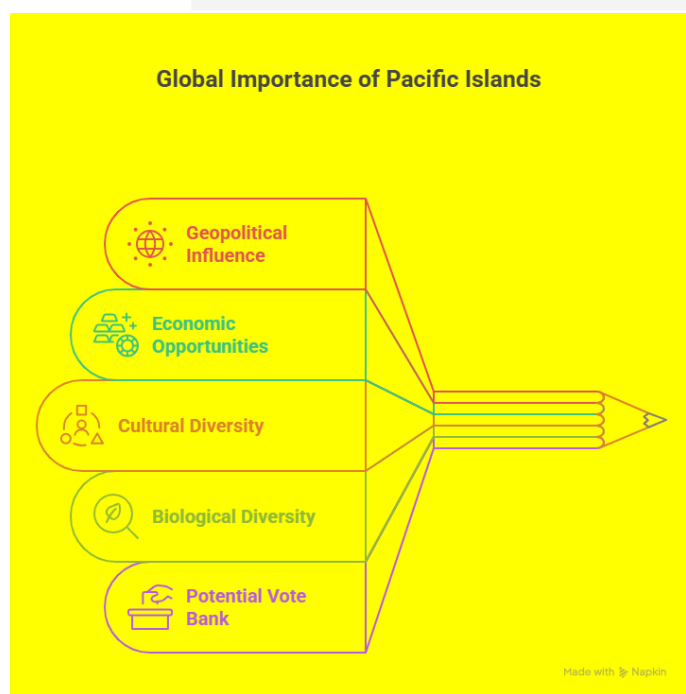 Global Importance of Pacific Islands
Geopolitical
Influence
Economic
Opportunities
Cultural Diversity
Biological Diversity
Potential Vote
Bank
Made with Napkin